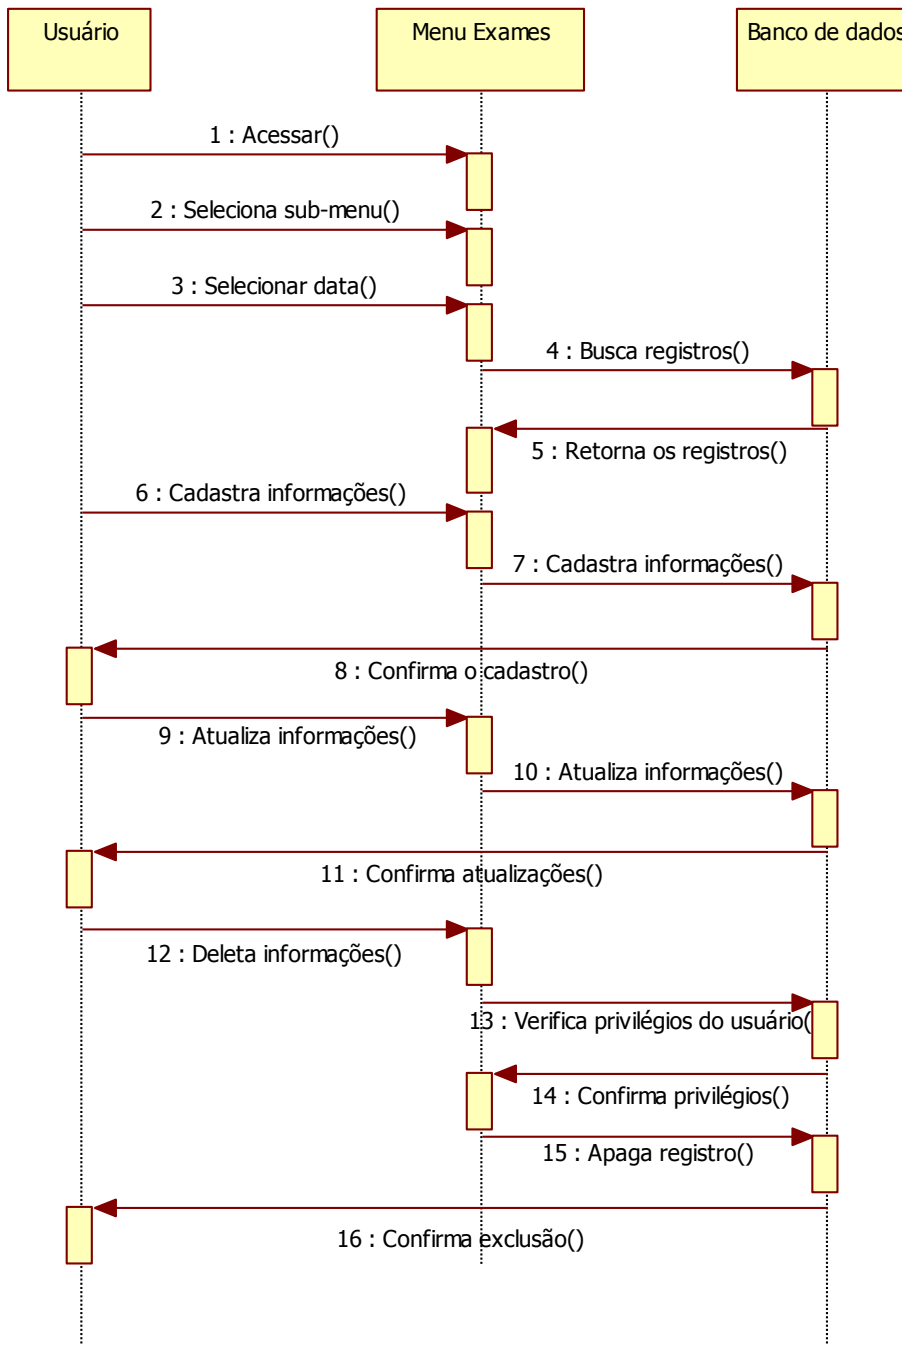 Usuário
Menu Exames
Banco de dados
1 : Acessar()
2 : Seleciona sub-menu()
3 : Selecionar data()
4 : Busca registros()
5 : Retorna os registros()
6 : Cadastra informações()
7 : Cadastra informações()
8 : Confirma o cadastro()
9 : Atualiza informações()
10 : Atualiza informações()
11 : Confirma atualizações()
12 : Deleta informações()
13 : Verifica privilégios do usuário(
14 : Confirma privilégios()
15 : Apaga registro()
16 : Confirma exclusão()